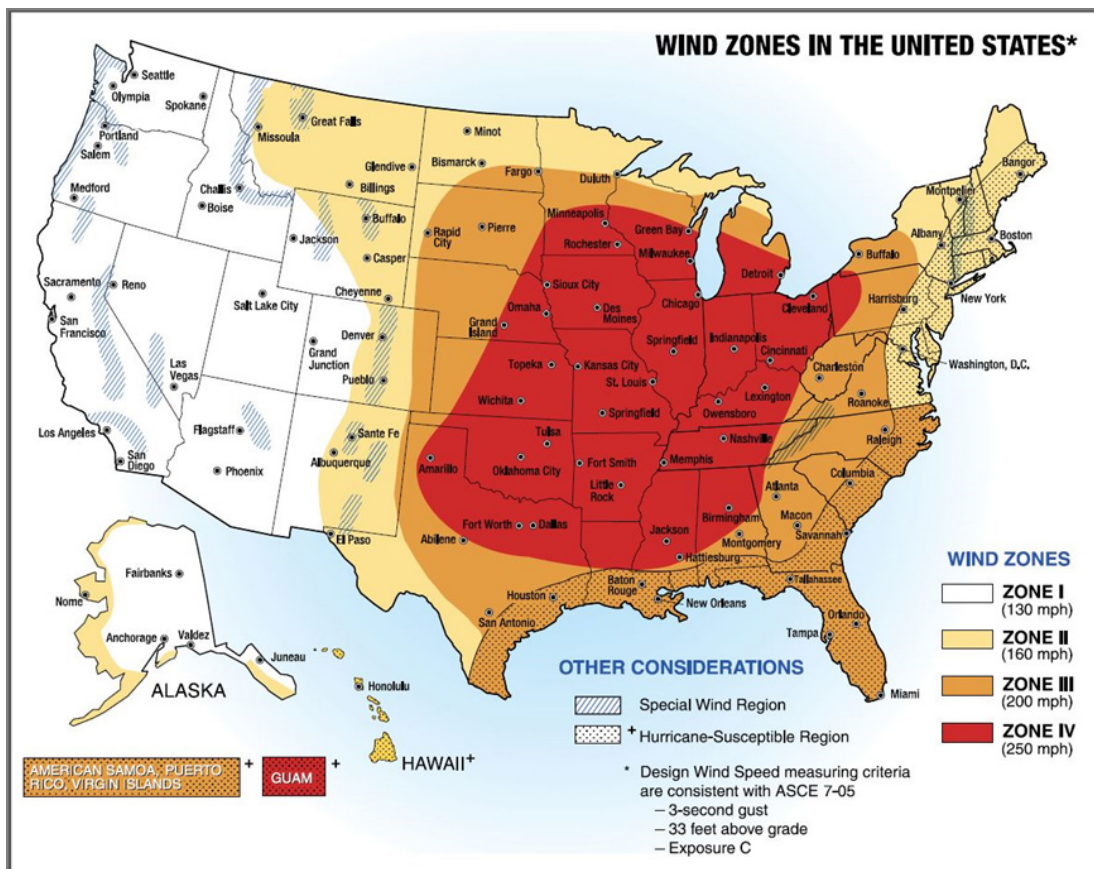 WIND ZONES IN THE UNITED STATES*
Seattle
Olympia
Spokane
Portland
Salem
Medford
Missoula
Great Falls
Challis
Boise
Glendive
Billings
Minot
Bismarck
Fargo
Duluth
Jackson
Buffalo
Casper
Cheyenne
Rapid
City
Pierre
Minneapolis
Rochester
Green Bay
Milwaukee
Bangor
Montpelier
Albany
Boston
Buffalo
Detroit
New York
Sacramento
San
Francisco
Reno
Salt Lake City
Las
Vegas
Grand
Junction
Denver
Pueblo
Sioux City
Omaha
Des
Moines
Grand
Island
Chicago
Cleveland
Harrisburg
Washington, D.C.
Topeka
Kansas City
Springfield
Indianapolis
Cincinnati
St. Louis
Charleston
Roanoke
Wichita
Springfield
Owensboro
Lexington
Los Angeles
San
Diego
Flagstaff
Phoenix
Sante Fe
Albuquerque
El Paso
Amarillo
Tulsa
Oklahoma City
Fort Smith
Little
Rock
Memphis
Nashville
Raleigh
Columbia
Atlanta
Macon
Savannah
Birmingham
Montgomery
Fort Worth
Dallas
Abilene
Jackson
Hattiesburg
Houston
San Antonio
Baton
Rouge
New Orleans
Tallahassee
Orlando
Tampa
Miami
Fairbanks
Nome
Anchorage
Valdez
Juneau
ALASKA
Honolulu
HAWAII+
AMERICAN SAMOA, PUERTO
RICO, VIRGIN ISLANDS
+
GUAM
+
WIND ZONES
ZONE I
(130 mph)
ZONE II
(160 mph)
ZONE III
(200 mph)
ZONE IV
(250 mph)
OTHER CONSIDERATIONS
Special Wind Region
+ Hurricane-Susceptible Region
* Design Wind Speed measuring criteria
are consistent with ASCE 7-05
– 3-second gust
– 33 feet above grade
– Exposure C